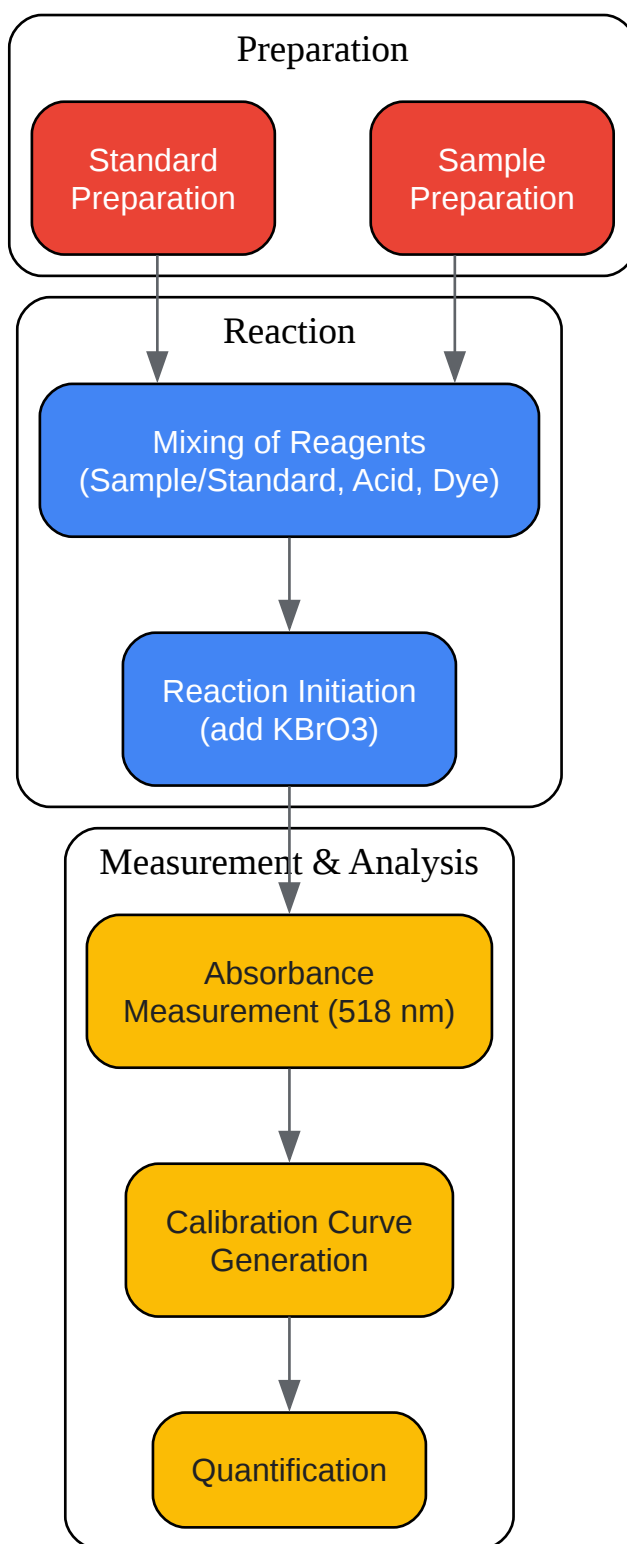 Preparation
Standard
Preparation
Sample
Preparation
Reaction
Mixing of Reagents
(Sample/Standard, Acid, Dye)
Reaction Initiation
(add KBrO3)
Measurement & Analysis
Absorbance
Measurement (518 nm)
Calibration Curve
Generation
Quantification